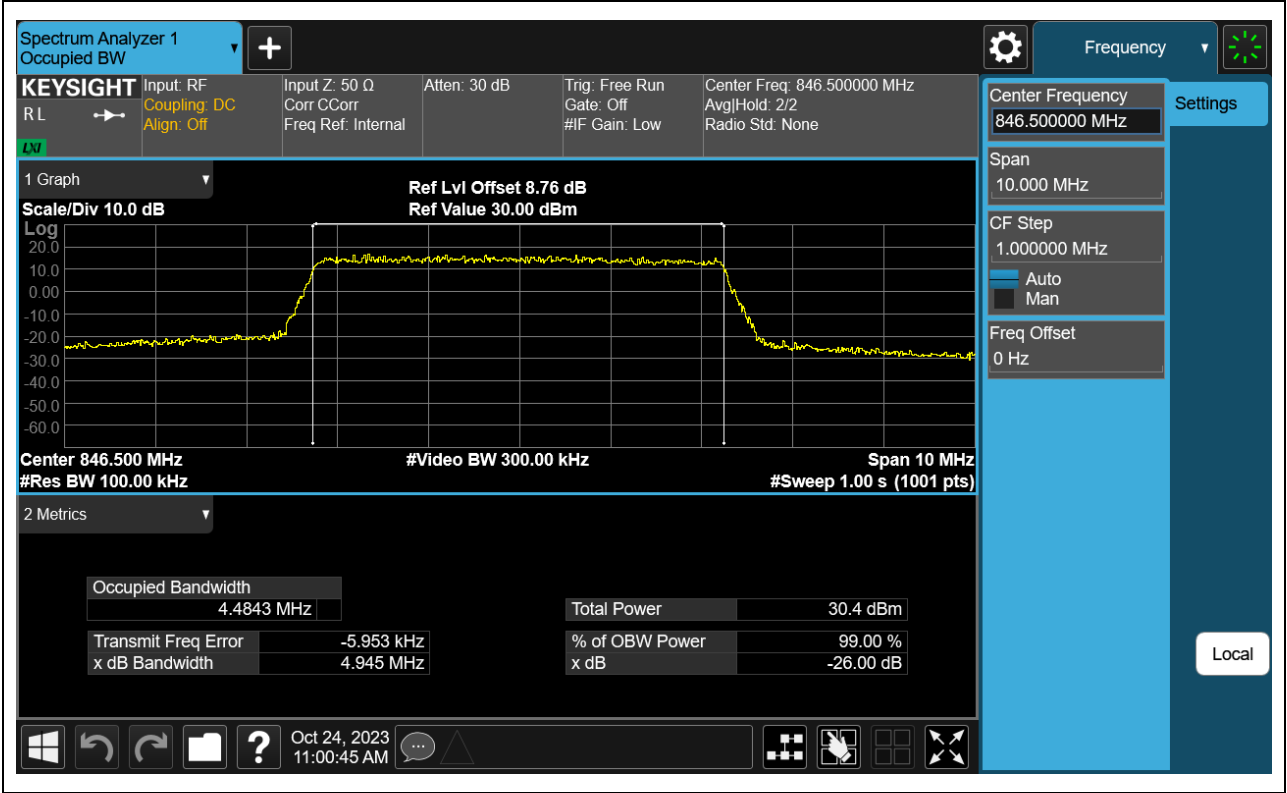 Spectrum Analyzer 1
Occupied BW
▼
+
Frequency
▼
KEYSIGHT
R L
LXI
Input: RF
Coupling: DC
Align: Off
Input Z: 50 Ω
Corr CCorr
Freq Ref: Internal
Atten: 30 dB
Trig: Free Run
Gate: Off
#IF Gain: Low
Center Freq: 846.500000 MHz
Avg|Hold: 2/2
Radio Std: None
Center Frequency
846.500000 MHz
Settings
Span
10.000 MHz
CF Step
1.000000 MHz
Auto
Man
Freq Offset
0 Hz
Local
1 Graph
▼
Scale/Div 10.0 dB
Ref Lvl Offset 8.76 dB
Ref Value 30.00 dBm
Log
20.0
10.0
0.00
-10.0
-20.0
-30.0
-40.0
-50.0
-60.0
Center 846.500 MHz
#Video BW 300.00 kHz
Span 10 MHz
#Res BW 100.00 kHz
#Sweep 1.00 s (1001 pts)
2 Metrics
▼
Occupied Bandwidth
4.4843 MHz
Total Power 30.4 dBm
Transmit Freq Error -5.953 kHz
% of OBW Power 99.00 %
x dB Bandwidth 4.945 MHz
x dB -26.00 dB
?
Oct 24, 2023
11:00:45 AM